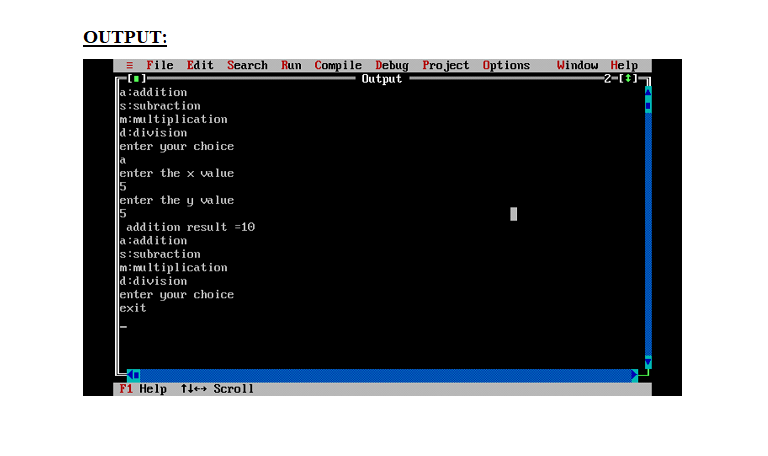 OUTPUT:
≡ File Edit Search Run Compile Debug Project Options Window Help
[■] Output 2=[↕]
a:addition
s:subraction
m:multiplication
d:division
enter your choice
a
enter the x value
5
enter the y value
5
addition result =10
a:addition
s:subraction
m:multiplication
d:division
enter your choice
exit
_
F1 Help ↑↓←→ Scroll